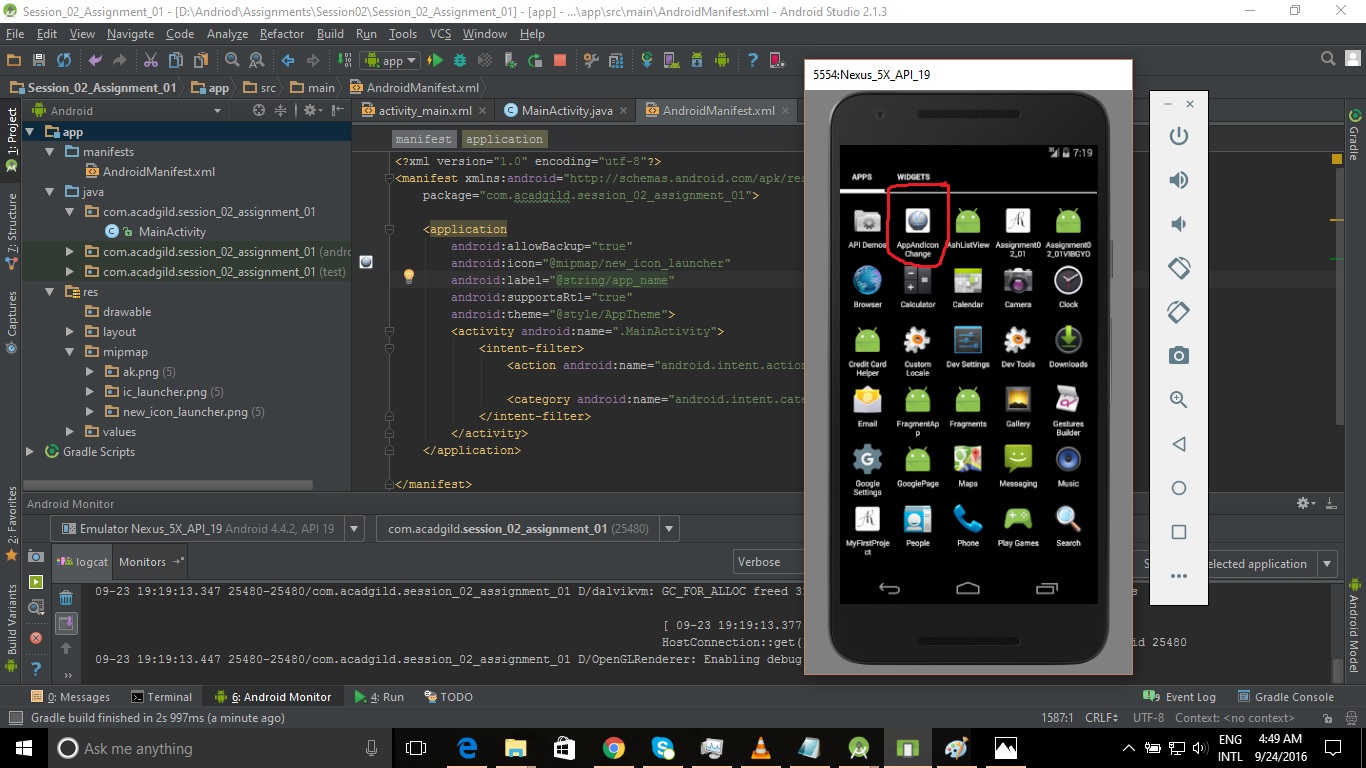 Session_02_Assignment_01 - [D:\Andriod\Assignments\Session02\Session_02_Assignment_01] - [app] - ...\app\src\main\AndroidManifest.xml - Android Studio 2.1.3
File Edit View Navigate Code Analyze Refactor Build Run Tools VCS Window Help
app
Session_02_Assignment_01 app src main AndroidManifest.xml
Android
activity_main.xml MainActivity.java AndroidManifest.xml
1: Project
7: Structure
Captures
2: Favorites
Build Variants
app
manifests
AndroidManifest.xml
java
com.acadgild.session_02_assignment_01
MainActivity
com.acadgild.session_02_assignment_01 (andro
com.acadgild.session_02_assignment_01 (test)
res
drawable
layout
mipmap
ak.png (5)
ic_launcher.png (5)
new_icon_launcher.png (5)
values
Gradle Scripts
manifest application
<?xml version="1.0" encoding="utf-8"?>
<manifest xmlns:android="http://schemas.android.com/apk/res
package="com.acadgild.session_02_assignment_01">
<application
android:allowBackup="true"
android:icon="@mipmap/new_icon_launcher"
android:label="@string/app_name"
android:supportsRtl="true"
android:theme="@style/AppTheme">
<activity android:name=".MainActivity">
<intent-filter>
<action android:name="android.intent.action
<category android:name="android.intent.cate
</intent-filter>
</activity>
</application>
</manifest>
5554:Nexus_5X_API_19
3G 7:19
APPS WIDGETS
API Demos AppAndIcon Change AshListView Assignment0 2_01 Assignment0 2_01VIBGYO
Browser Calculator Calendar Camera Clock
Credit Card Helper Custom Locale Dev Settings Dev Tools Downloads
Email FragmentAp p Fragments Gallery Gestures Builder
Google Settings GooglePage Maps Messaging Music
MyFirstProje ct People Phone Play Games Search
Gradle
Android Model
Android Monitor
Emulator Nexus_5X_API_19 Android 4.4.2, API 19 com.acadgild.session_02_assignment_01 (25480)
logcat Monitors Verbose S elected application
09-23 19:19:13.347 25480-25480/com.acadgild.session_02_assignment_01 D/dalvikvm: GC_FOR_ALLOC freed 3 s
[ 09-23 19:19:13.377
HostConnection::get( id 25480
09-23 19:19:13.447 25480-25480/com.acadgild.session_02_assignment_01 D/OpenGLRenderer: Enabling debug
0: Messages Terminal 6: Android Monitor 4: Run TODO Event Log Gradle Console
Gradle build finished in 2s 997ms (a minute ago) 1587:1 CRLF UTF-8 Context: <no context>
Ask me anything ENG 4:49 AM
INTL 9/24/2016